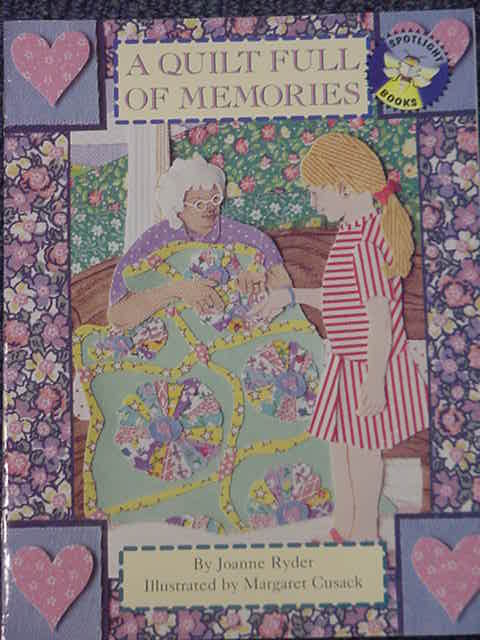 A QUILT FULL
OF MEMORIES
SPOTLIGHT
BOOKS
By Joanne Ryder
Illustrated by Margaret Cusack